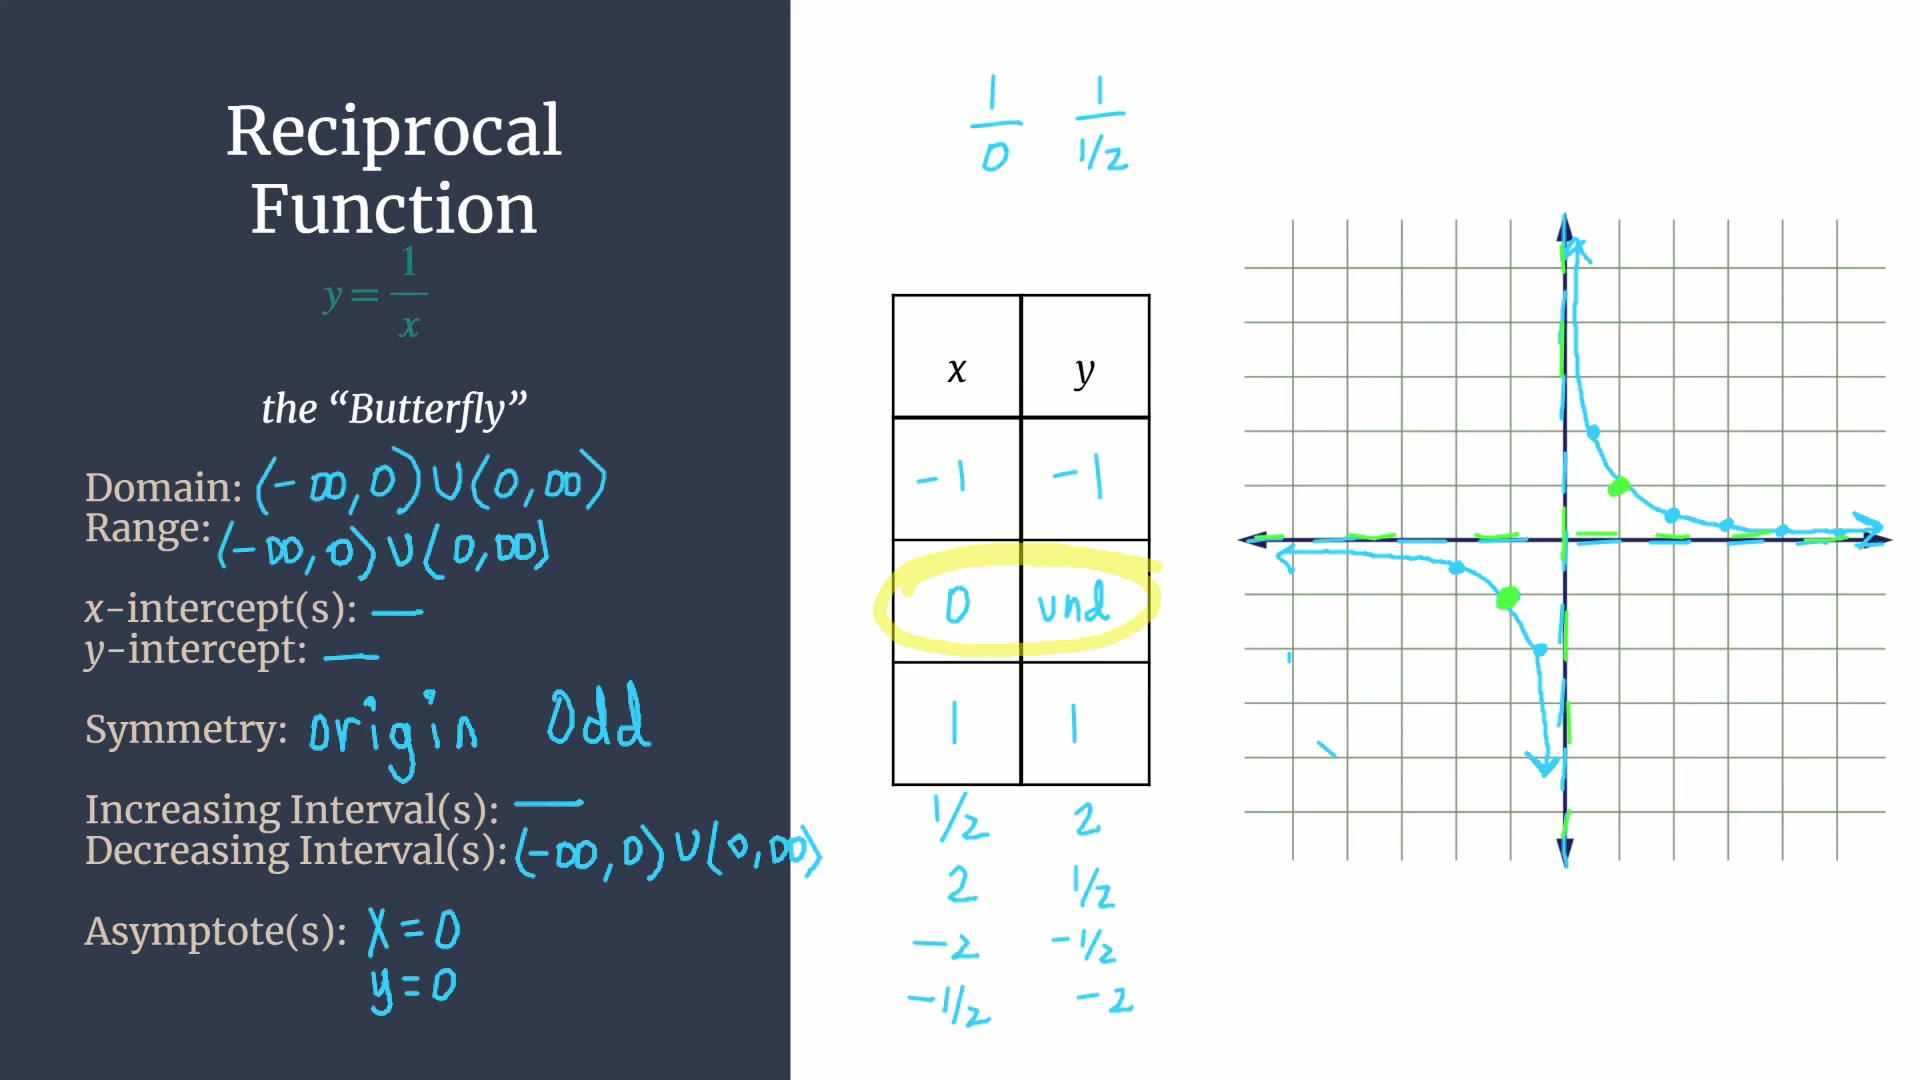 Reciprocal
Function
y = 1/x
the “Butterfly”
Domain: (-∞, 0) ∪ (0, ∞)
Range: (-∞, 0) ∪ (0, ∞)
x-intercept(s): —
y-intercept: —
Symmetry: origin Odd
Increasing Interval(s): —
Decreasing Interval(s): (-∞, 0) ∪ (0, ∞)
Asymptote(s): x = 0
y = 0
1/0 1/(1/2)
x y
-1 -1
0 und
1 1
1/2 2
2 1/2
-2 -1/2
-1/2 -2